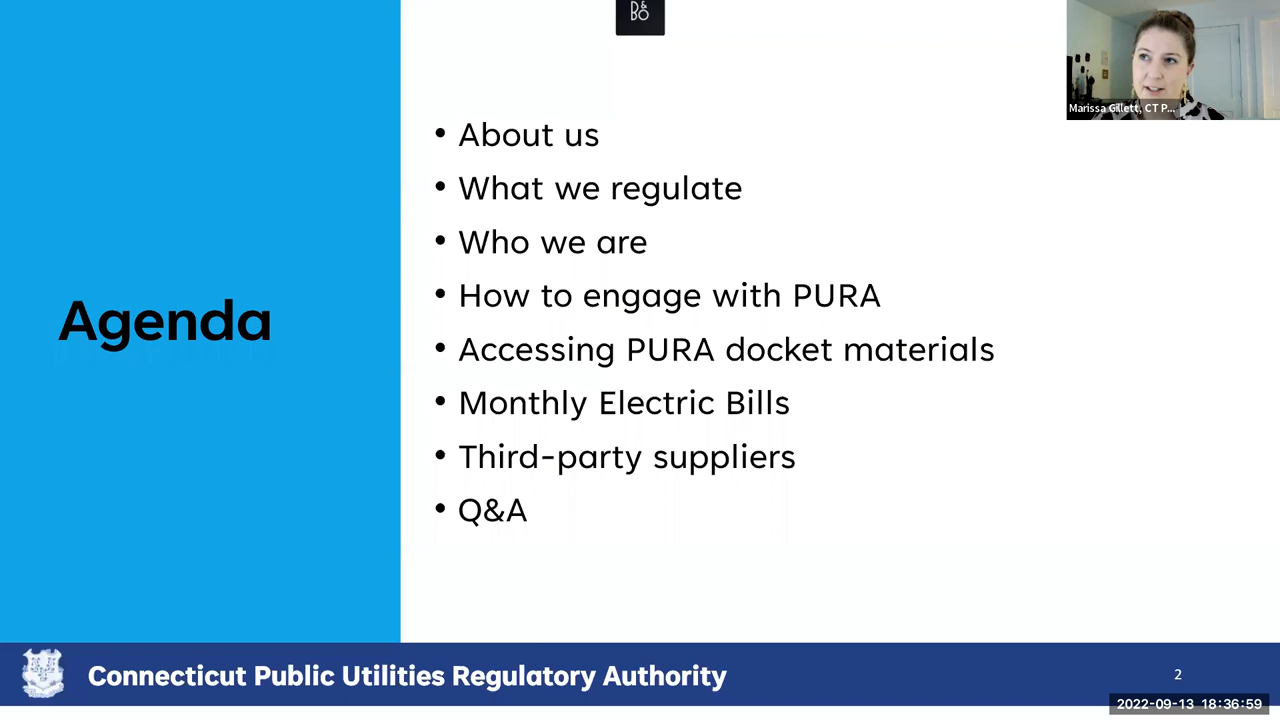 B&O
Marissa Gillett, CT P...
Agenda
• About us
• What we regulate
• Who we are
• How to engage with PURA
• Accessing PURA docket materials
• Monthly Electric Bills
• Third-party suppliers
• Q&A
Connecticut Public Utilities Regulatory Authority
2
2022-09-13 18:36:59